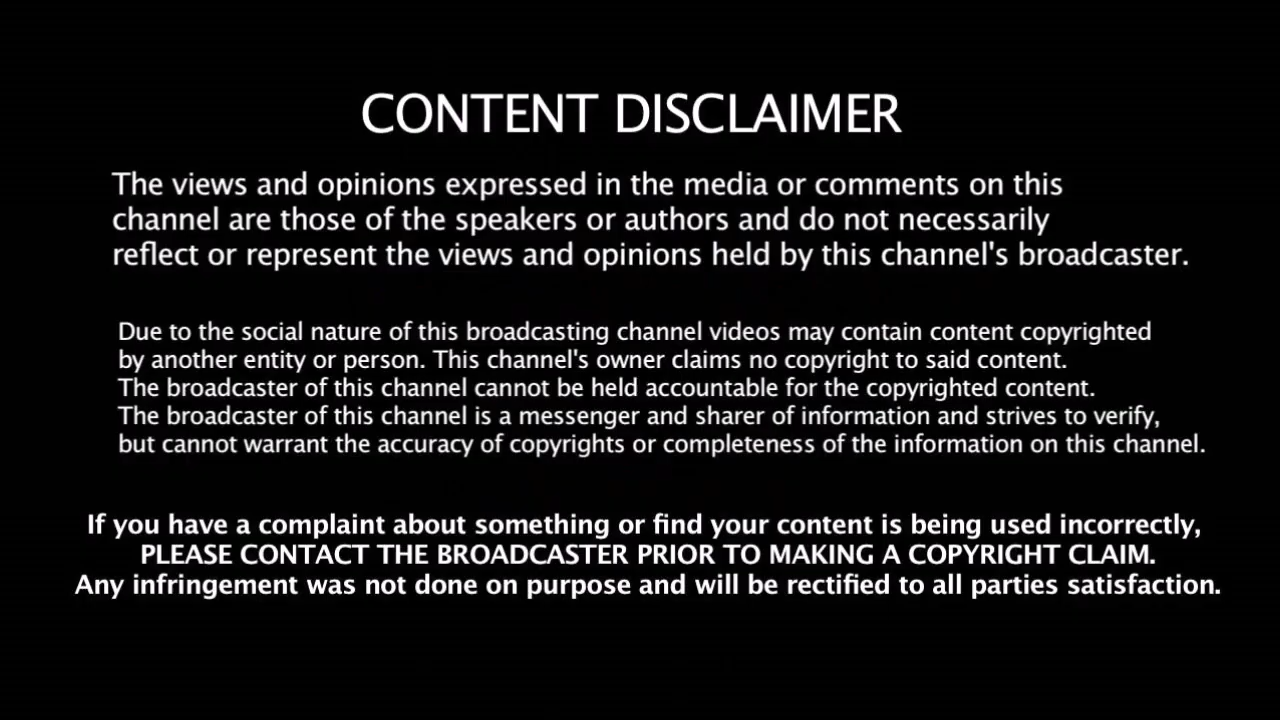 CONTENT DISCLAIMER
The views and opinions expressed in the media or comments on this
channel are those of the speakers or authors and do not necessarily
reflect or represent the views and opinions held by this channel's broadcaster.
Due to the social nature of this broadcasting channel videos may contain content copyrighted
by another entity or person. This channel's owner claims no copyright to said content.
The broadcaster of this channel cannot be held accountable for the copyrighted content.
The broadcaster of this channel is a messenger and sharer of information and strives to verify,
but cannot warrant the accuracy of copyrights or completeness of the information on this channel.
If you have a complaint about something or find your content is being used incorrectly,
PLEASE CONTACT THE BROADCASTER PRIOR TO MAKING A COPYRIGHT CLAIM.
Any infringement was not done on purpose and will be rectified to all parties satisfaction.